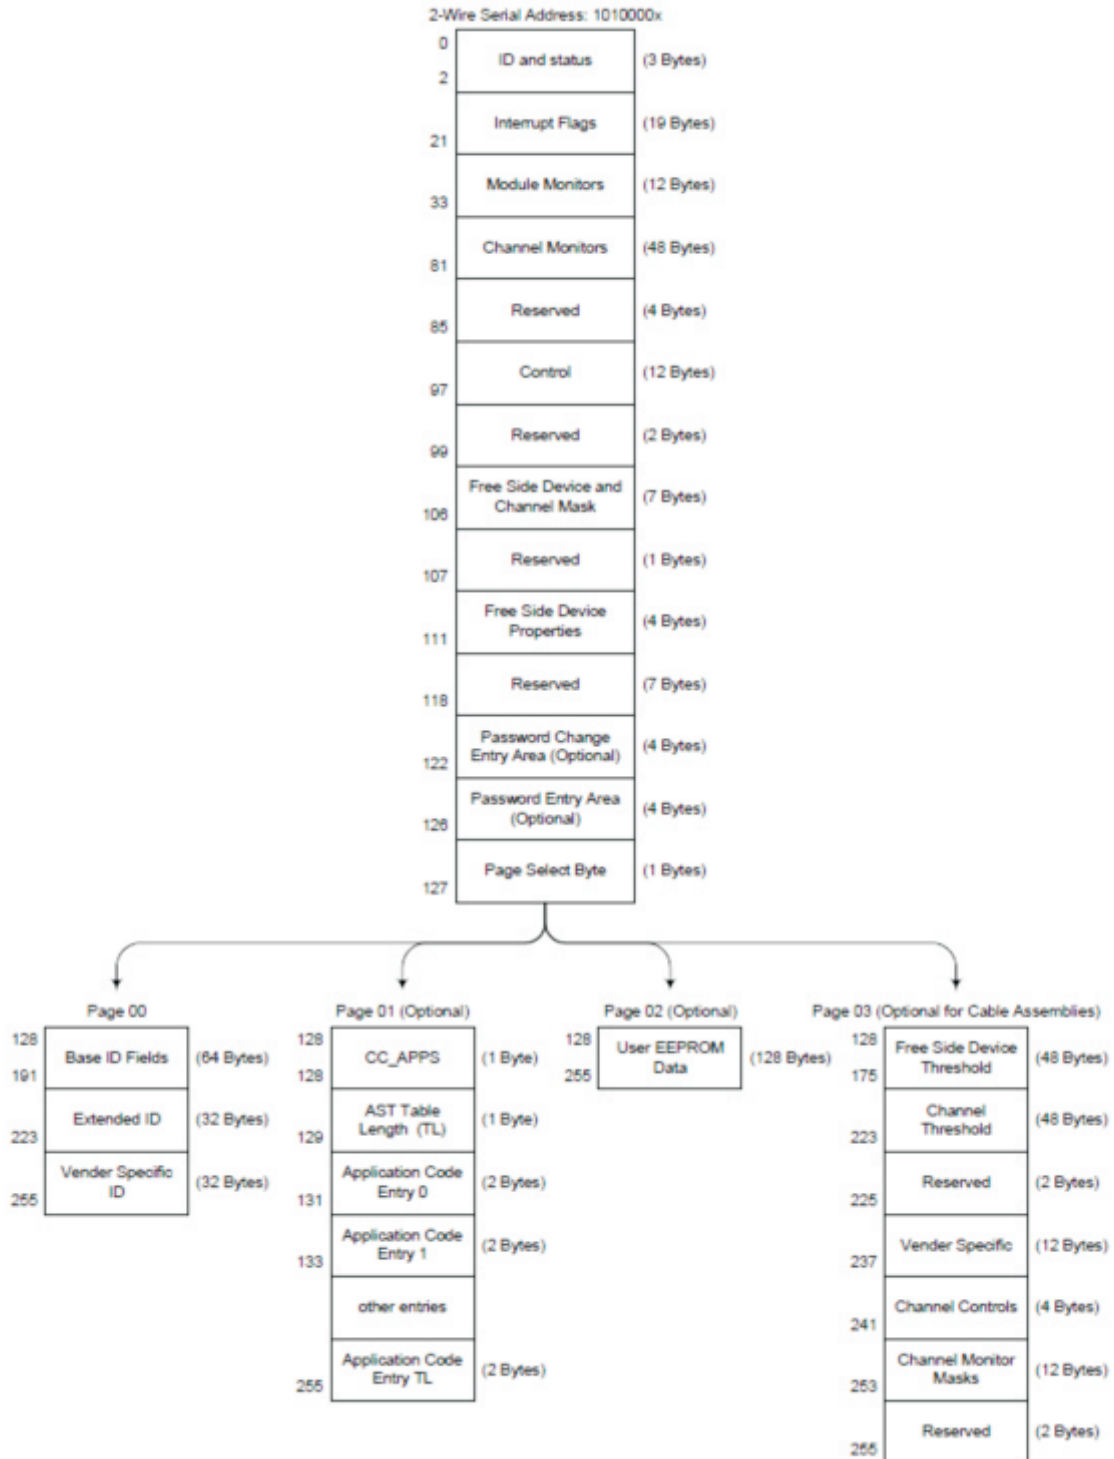 2-Wire Serial Address: 1010000x
0
ID and status
(3 Bytes)
2
Interrupt Flags
(19 Bytes)
21
Module Monitors
(12 Bytes)
33
Channel Monitors
(48 Bytes)
81
Reserved
(4 Bytes)
85
Control
(12 Bytes)
97
Reserved
(2 Bytes)
99
Free Side Device and
Channel Mask
(7 Bytes)
106
Reserved
(1 Bytes)
107
Free Side Device
Properties
(4 Bytes)
111
Reserved
(7 Bytes)
118
Password Change
Entry Area (Optional)
(4 Bytes)
122
Password Entry Area
(Optional)
(4 Bytes)
126
Page Select Byte
(1 Bytes)
127
Page 00
128
Base ID Fields
(64 Bytes)
191
Extended ID
(32 Bytes)
223
Vender Specific
ID
(32 Bytes)
255
Page 01 (Optional)
128
CC_APPS
(1 Byte)
128
AST Table
Length (TL)
(1 Byte)
129
Application Code
Entry 0
(2 Bytes)
131
Application Code
Entry 1
(2 Bytes)
133
other entries
Application Code
Entry TL
(2 Bytes)
255
Page 02 (Optional)
128
User EEPROM
Data
(128 Bytes)
255
Page 03 (Optional for Cable Assemblies)
128
Free Side Device
Threshold
(48 Bytes)
175
Channel
Threshold
(48 Bytes)
223
Reserved
(2 Bytes)
225
Vender Specific
(12 Bytes)
237
Channel Controls
(4 Bytes)
241
Channel Monitor
Masks
(12 Bytes)
253
Reserved
(2 Bytes)
255